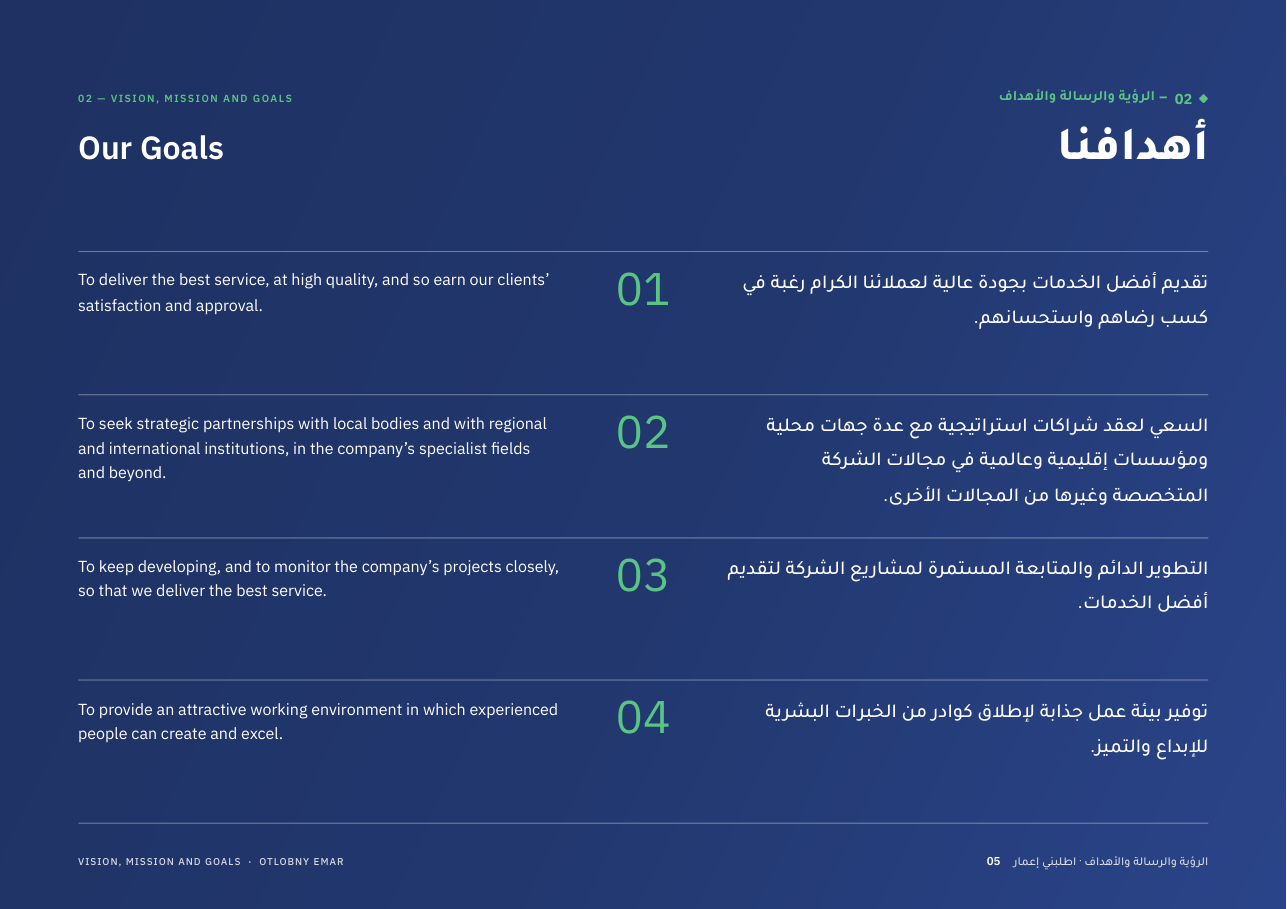 02 — VISION, MISSION AND GOALS
◆ 02 – الرؤية والرسالة والأهداف
Our Goals
أهدافنا
To deliver the best service, at high quality, and so earn our clients’
satisfaction and approval.
01
تقديم أفضل الخدمات بجودة عالية لعملائنا الكرام رغبة في
كسب رضاهم واستحسانهم.
To seek strategic partnerships with local bodies and with regional
and international institutions, in the company’s specialist fields
and beyond.
02
السعي لعقد شراكات استراتيجية مع عدة جهات محلية
ومؤسسات إقليمية وعالمية في مجالات الشركة
المتخصصة وغيرها من المجالات الأخرى.
To keep developing, and to monitor the company’s projects closely,
so that we deliver the best service.
03
التطوير الدائم والمتابعة المستمرة لمشاريع الشركة لتقديم
أفضل الخدمات.
To provide an attractive working environment in which experienced
people can create and excel.
04
توفير بيئة عمل جذابة لإطلاق كوادر من الخبرات البشرية
للإبداع والتميز.
VISION, MISSION AND GOALS · OTLOBNY EMAR
الرؤية والرسالة والأهداف · اطلبني إعمار 05